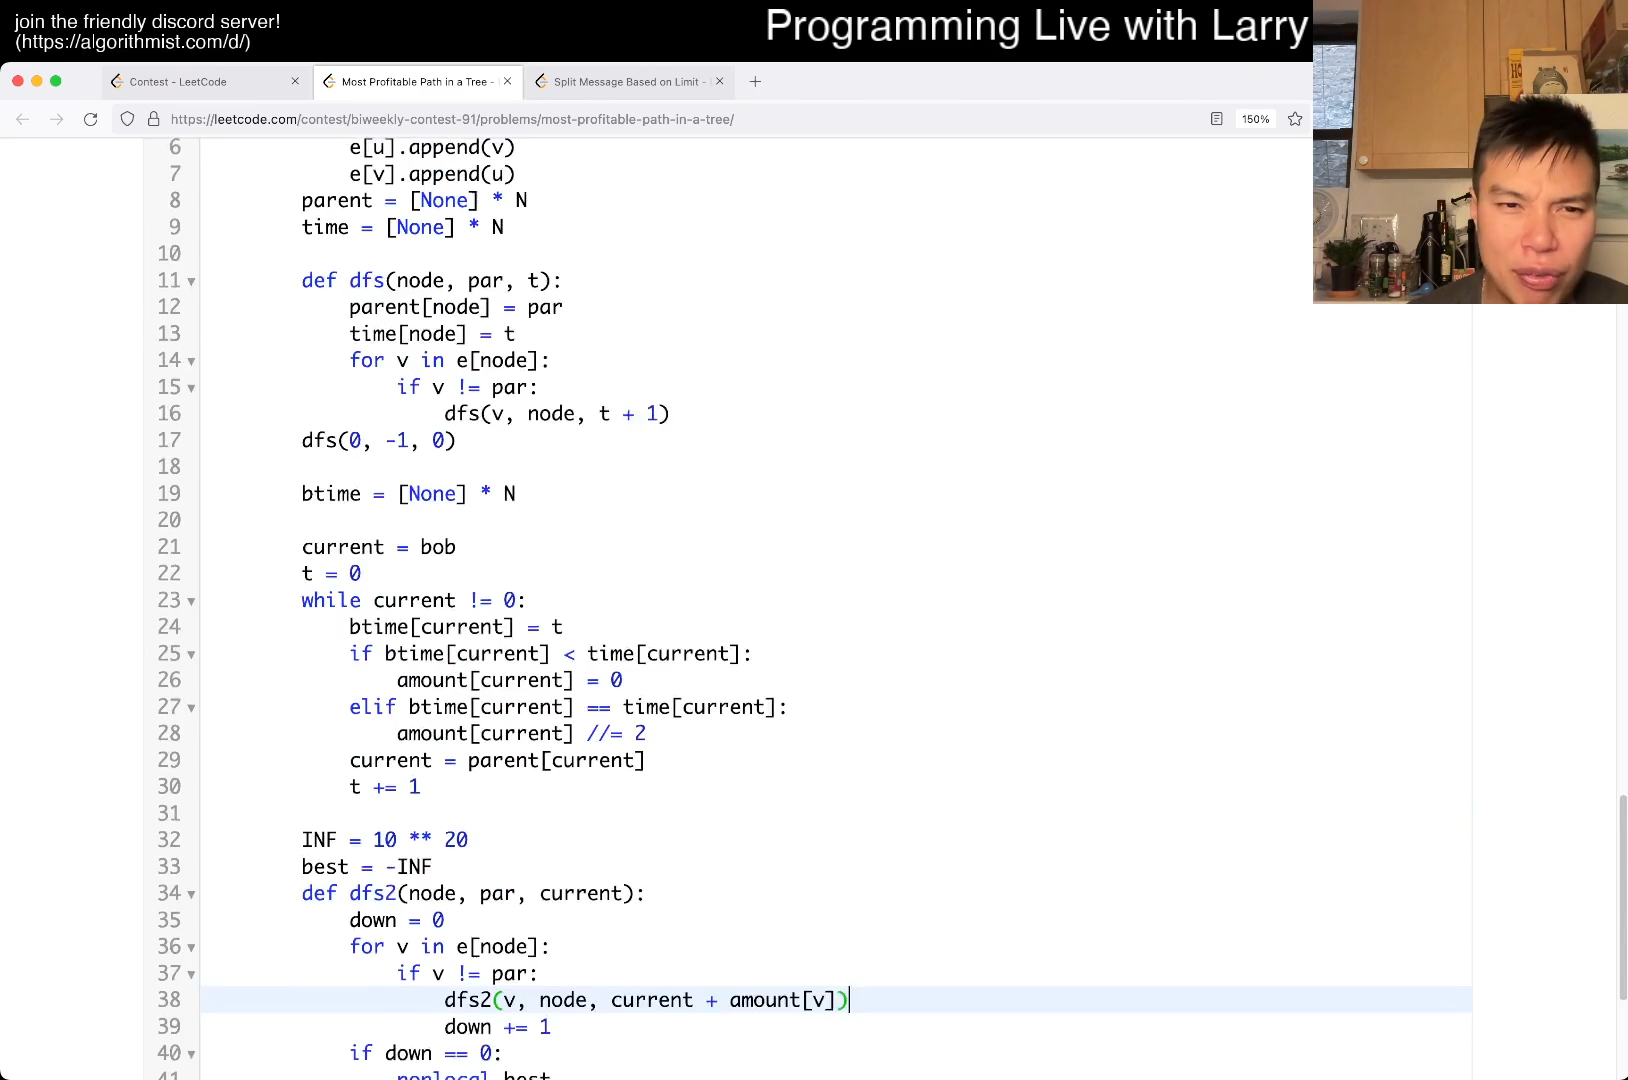 join the friendly discord server!
(https://algorithmist.com/d/)
Programming Live with Larry
Contest - LeetCode
Most Profitable Path in a Tree -
Split Message Based on Limit -
https://leetcode.com/contest/biweekly-contest-91/problems/most-profitable-path-in-a-tree/
150%
6 e[u].append(v)
7 e[v].append(u)
8 parent = [None] * N
9 time = [None] * N
10
11 def dfs(node, par, t):
12 parent[node] = par
13 time[node] = t
14 for v in e[node]:
15 if v != par:
16 dfs(v, node, t + 1)
17 dfs(0, -1, 0)
18
19 btime = [None] * N
20
21 current = bob
22 t = 0
23 while current != 0:
24 btime[current] = t
25 if btime[current] < time[current]:
26 amount[current] = 0
27 elif btime[current] == time[current]:
28 amount[current] //= 2
29 current = parent[current]
30 t += 1
31
32 INF = 10 ** 20
33 best = -INF
34 def dfs2(node, par, current):
35 down = 0
36 for v in e[node]:
37 if v != par:
38 dfs2(v, node, current + amount[v])
39 down += 1
40 if down == 0:
41 nonlocal best